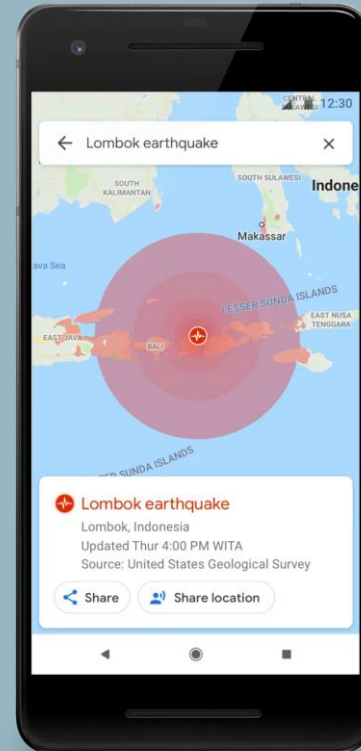 12:30
Lombok earthquake
CENTRAL
SOUTH
KALIMANTAN
SOUTH SULAWESI
Indone
Makassar
ava Sea
LESSER SUNDA ISLANDS
EAST JAVA
BALI
EAST NUSA
TENGGARA
SUNDA ISLANDS
Lombok earthquake
Lombok, Indonesia
Updated Thur 4:00 PM WITA
Source: United States Geological Survey
Share
Share location